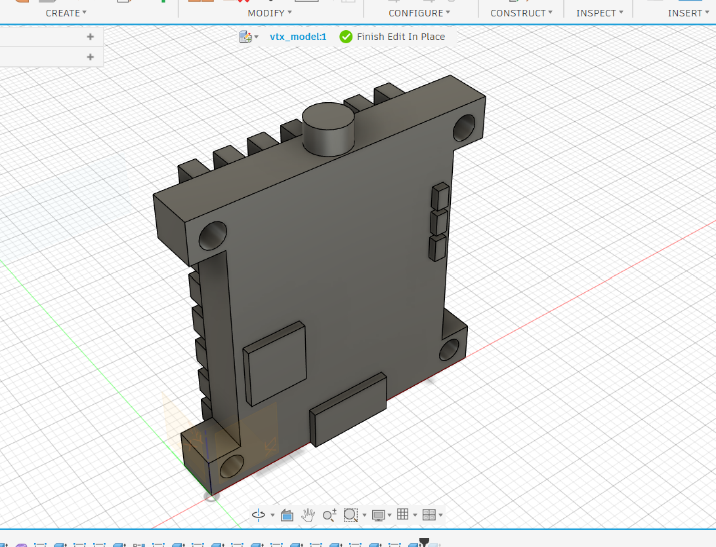 CREATE MODIFY CONFIGURE CONSTRUCT INSPECT INSERT
vtx_model:1 Finish Edit In Place